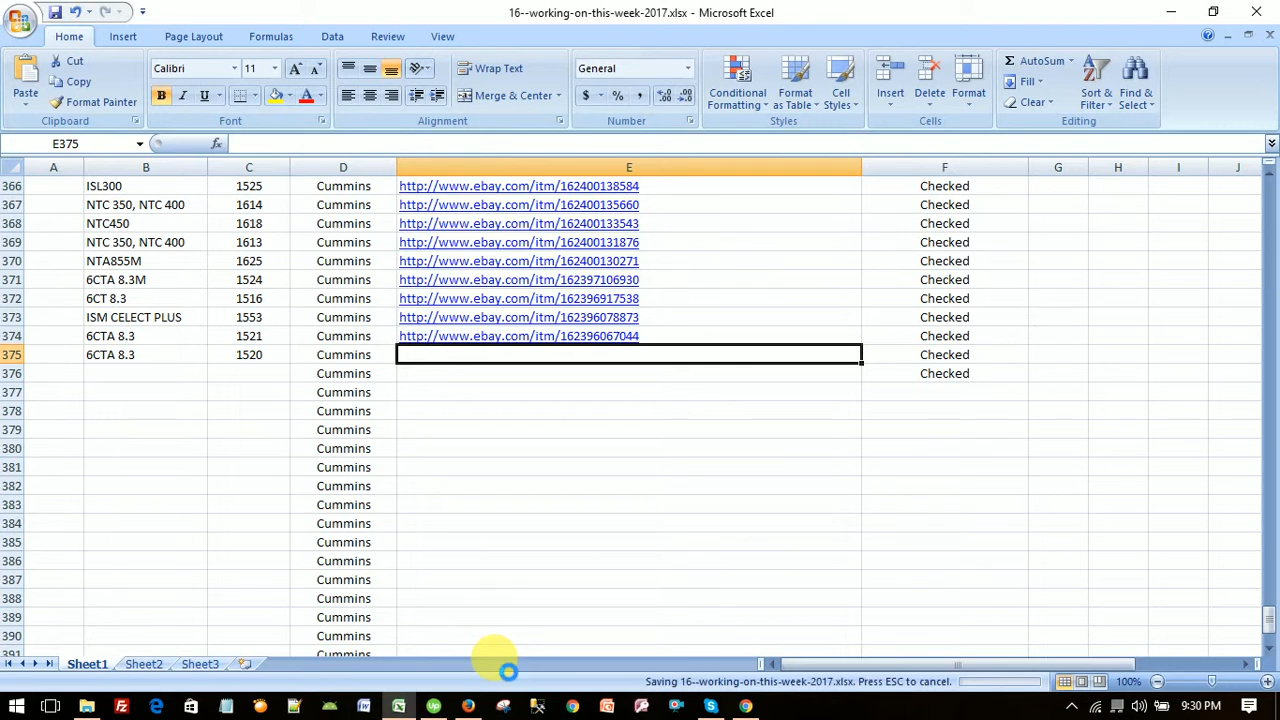 16--working-on-this-week-2017.xlsx - Microsoft Excel
Home Insert Page Layout Formulas Data Review View
Paste Cut Copy Format Painter Clipboard
Calibri 11 B I U A Font
Wrap Text Merge & Center Alignment
General $ % , Number
Conditional Formatting Format as Table Cell Styles Styles
Insert Delete Format Cells
Σ AutoSum Fill Clear Sort & Filter Find & Select Editing
E375 fx
A B C D E F G H I J
366 ISL300 1525 Cummins http://www.ebay.com/itm/162400138584 Checked
367 NTC 350, NTC 400 1614 Cummins http://www.ebay.com/itm/162400135660 Checked
368 NTC450 1618 Cummins http://www.ebay.com/itm/162400133543 Checked
369 NTC 350, NTC 400 1613 Cummins http://www.ebay.com/itm/162400131876 Checked
370 NTA855M 1625 Cummins http://www.ebay.com/itm/162400130271 Checked
371 6CTA 8.3M 1524 Cummins http://www.ebay.com/itm/162397106930 Checked
372 6CT 8.3 1516 Cummins http://www.ebay.com/itm/162396917538 Checked
373 ISM CELECT PLUS 1553 Cummins http://www.ebay.com/itm/162396078873 Checked
374 6CTA 8.3 1521 Cummins http://www.ebay.com/itm/162396067044 Checked
375 6CTA 8.3 1520 Cummins Checked
376 Cummins Checked
377 Cummins
378 Cummins
379 Cummins
380 Cummins
381 Cummins
382 Cummins
383 Cummins
384 Cummins
385 Cummins
386 Cummins
387 Cummins
388 Cummins
389 Cummins
390 Cummins
391 Cummins
Sheet1 Sheet2 Sheet3
Saving 16--working-on-this-week-2017.xlsx. Press ESC to cancel. 100%
9:30 PM